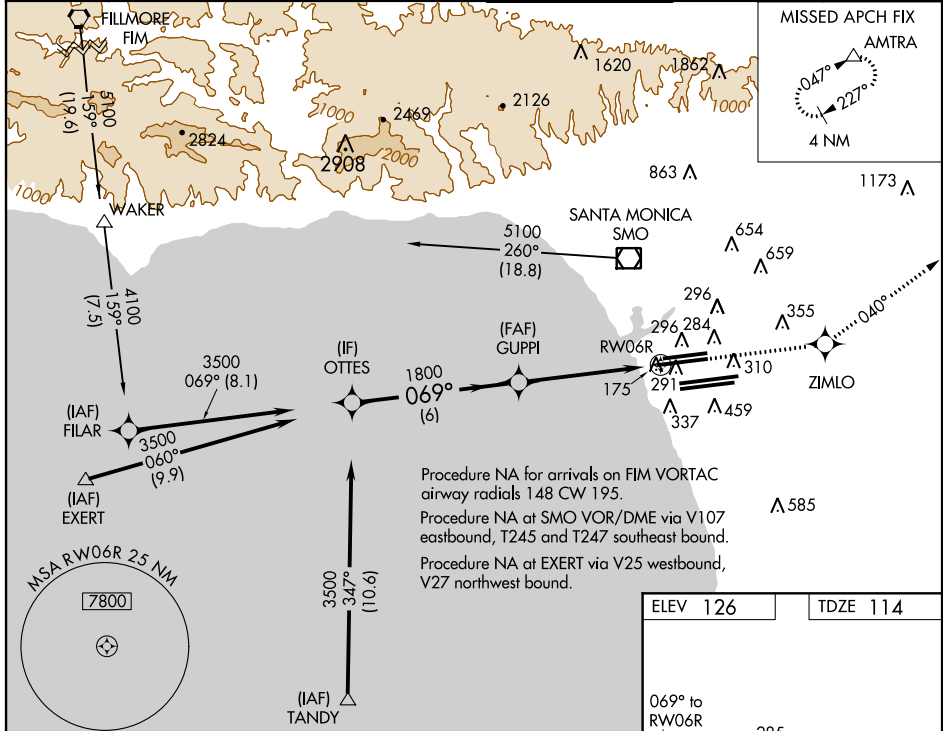 FILLMORE
FIM
5100
159°
(19.6)
1620
1862
1000
2126
2469
2824
2908
2000
1000
MISSED APCH FIX
AMTRA
047°
227°
4 NM
863
1173
WAKER
SANTA MONICA
SMO
5100
260°
(18.8)
654
659
4100
159°
(7.5)
296
355
040°
296
284
(FAF)
GUPPI
RW06R
(IF)
OTTES
3500
069° (8.1)
1800
069°
(6)
175
291
310
ZIMLO
337
459
(IAF)
FILAR
3500
060°
(9.9)
(IAF)
EXERT
Procedure NA for arrivals on FIM VORTAC
airway radials 148 CW 195.
Procedure NA at SMO VOR/DME via V107
eastbound, T245 and T247 southeast bound.
Procedure NA at EXERT via V25 westbound,
V27 northwest bound.
585
MSA RW06R 25 NM
7800
3500
347°
(10.6)
(IAF)
TANDY
ELEV 126
TDZE 114
069° to
RW06R